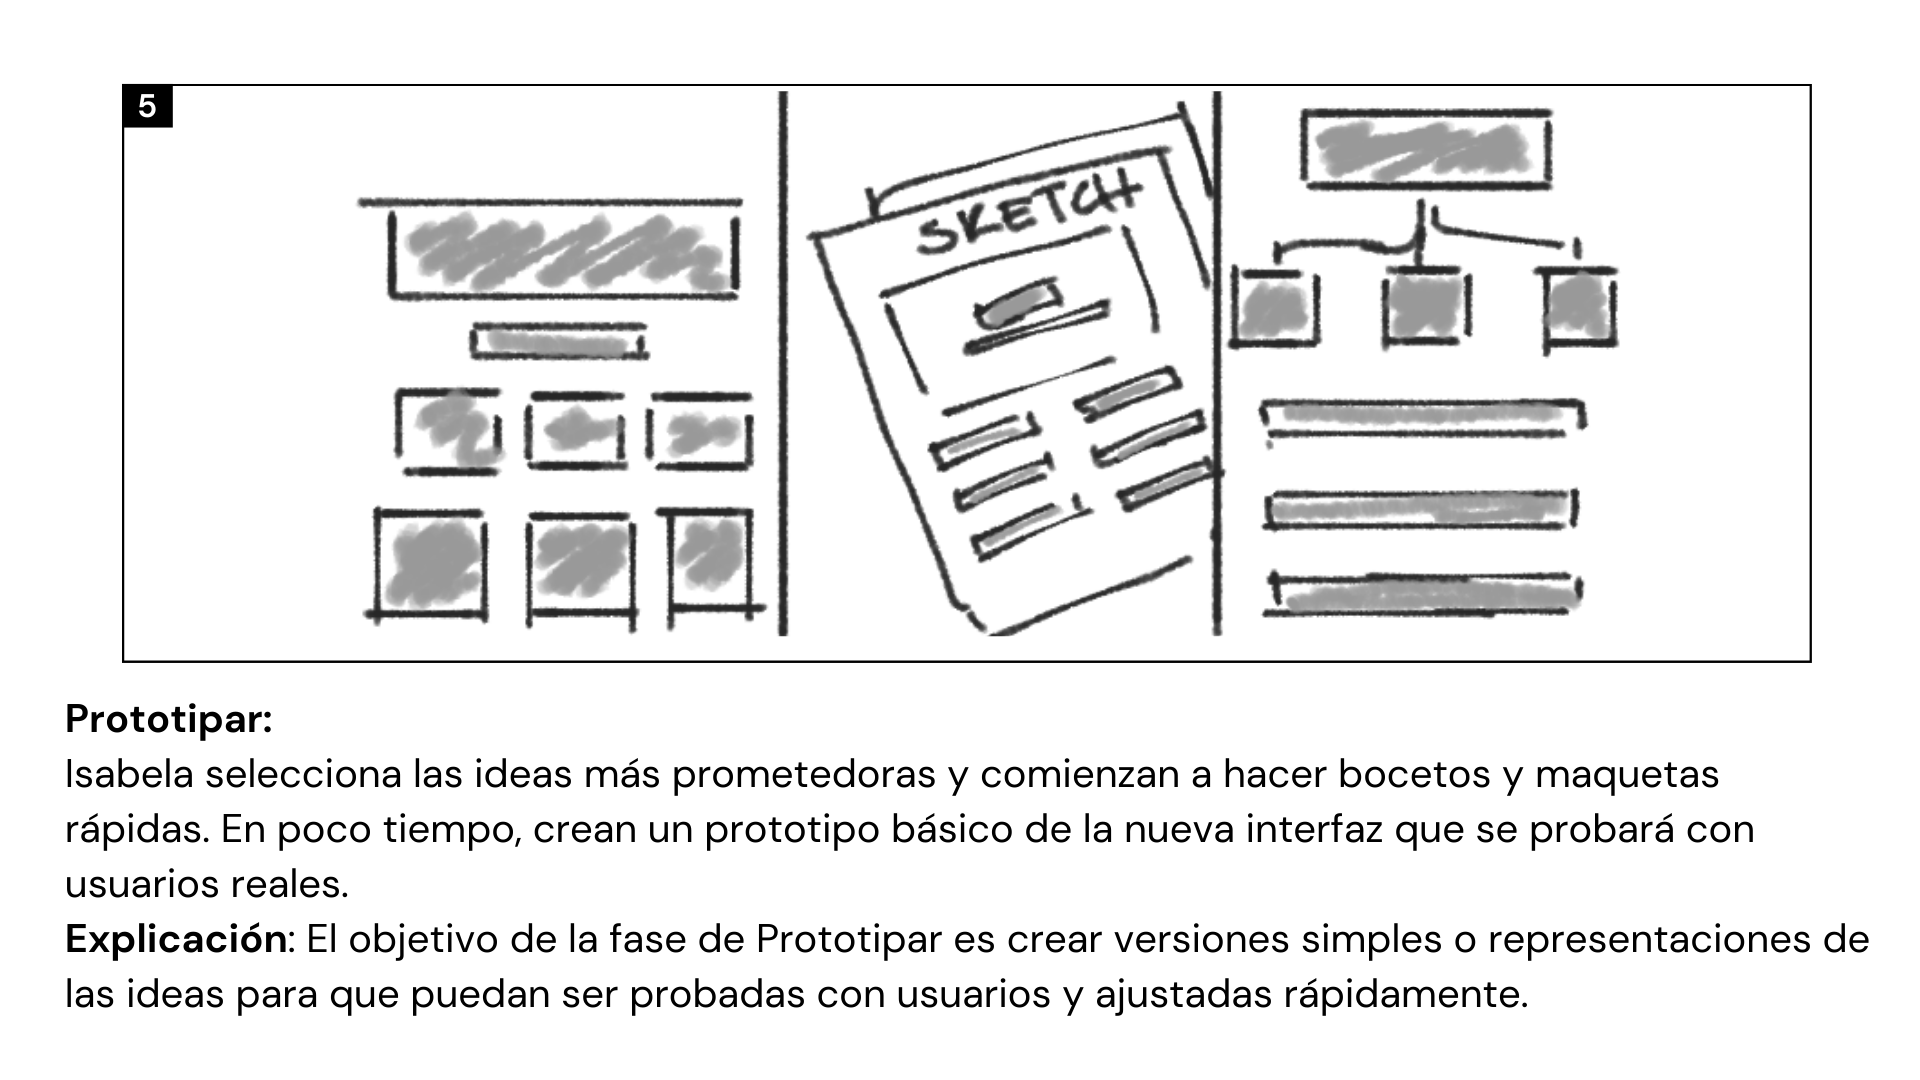 5
SKETCH
Prototipar:
Isabela selecciona las ideas más prometedoras y comienzan a hacer bocetos y maquetas
rápidas. En poco tiempo, crean un prototipo básico de la nueva interfaz que se probará con
usuarios reales.
Explicación: El objetivo de la fase de Prototipar es crear versiones simples o representaciones de
las ideas para que puedan ser probadas con usuarios y ajustadas rápidamente.